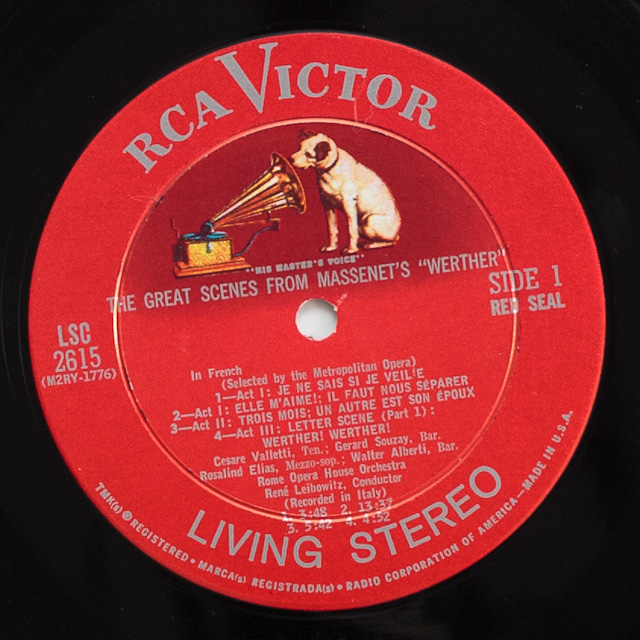 RCA VICTOR
"HIS MASTER'S VOICE"
THE GREAT SCENES FROM MASSENET'S "WERTHER"
SIDE 1
RED SEAL
LSC
2615
(M2RY-1776)
In French
(Selected by the Metropolitan Opera)
1—Act I: JE NE SAIS SI JE VEILLE
2—Act I: ELLE M'AIME!; IL FAUT NOUS SÉPARER
3—Act II: TROIS MOIS; UN AUTRE EST SON ÉPOUX
4—Act III: LETTER SCENE (Part 1):
WERTHER! WERTHER!
Cesare Valletti, Ten.; Gerard Souzay, Bar.
Rosalind Elias, Mezzo-sop.; Walter Alberti, Bar.
Rome Opera House Orchestra
René Leibowitz, Conductor
(Recorded in Italy)
1. 3:48 2. 13:37
3. 5:42 4. 4:52
LIVING STEREO
TMK(s) ® REGISTERED • MARCA(s) REGISTRADA(s) • RADIO CORPORATION OF AMERICA—MADE IN U.S.A.